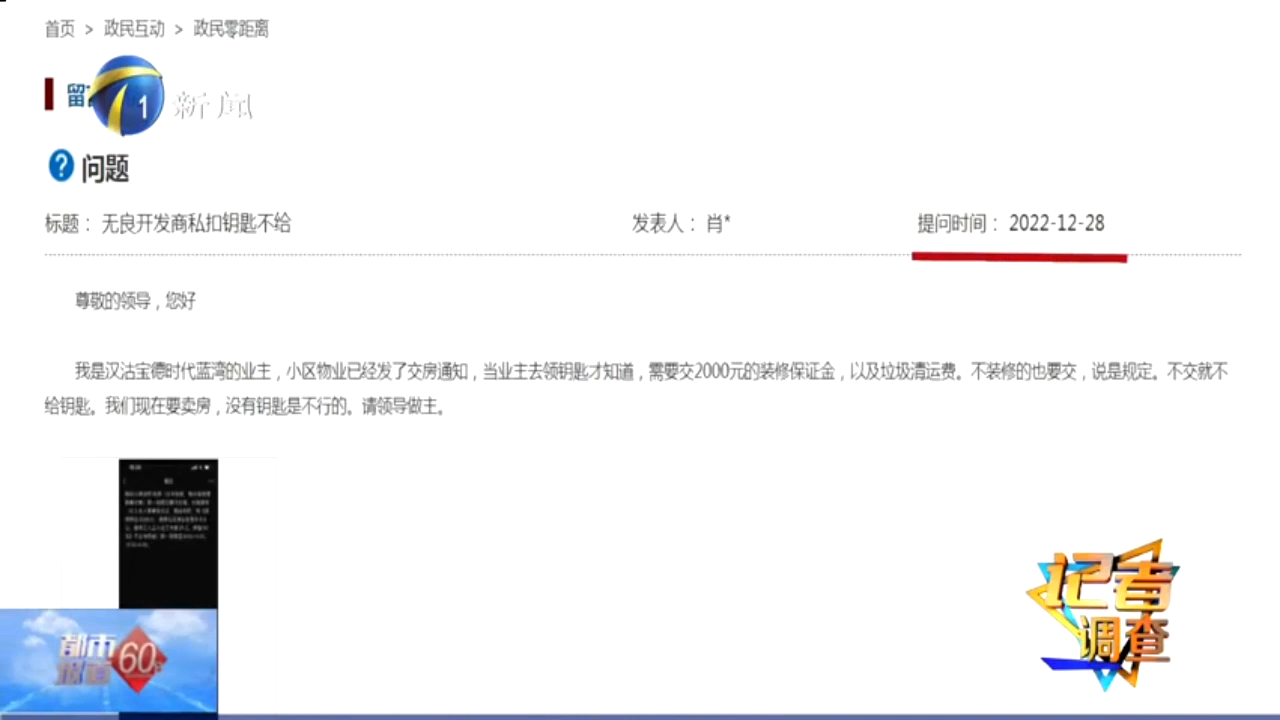 首页 > 政民互动 > 政民零距离
留
1 新闻
问题
标题： 无良开发商私扣钥匙不给 发表人： 肖* 提问时间： 2022-12-28
尊敬的领导，您好
我是汉沽宝德时代蓝湾的业主，小区物业已经发了交房通知，当业主去领钥匙才知道，需要交2000元的装修保证金，以及垃圾清运费。不装修的也要交，说是规定。不交就不
给钥匙。我们现在要卖房，没有钥匙是不行的。请领导做主。
记者
调查
都市
报道 60分